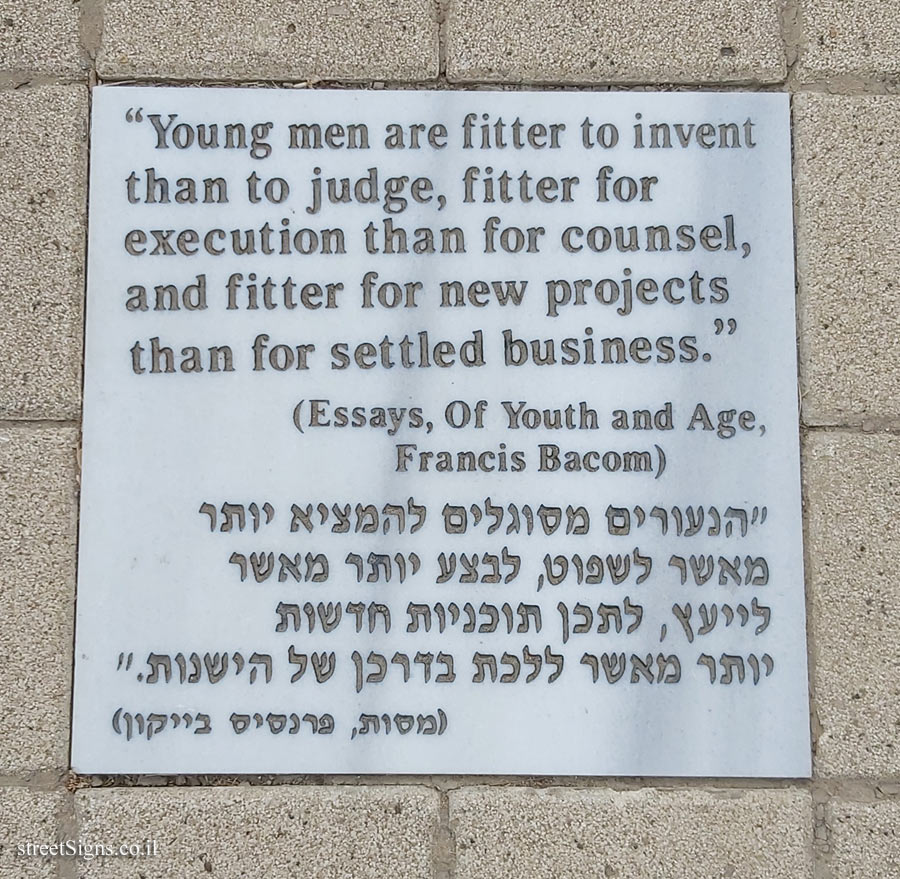 “Young men are fitter to invent
than to judge, fitter for
execution than for counsel,
and fitter for new projects
than for settled business.”
(Essays, Of Youth and Age,
Francis Bacom)
״הנעורים מסוגלים להמציא יותר
מאשר לשפוט, לבצע יותר מאשר
לייעץ, לתכן תוכניות חדשות
יותר מאשר ללכת בדרכן של הישנות.״
(מסות, פרנסיס בייקון)
streetSigns.co.il